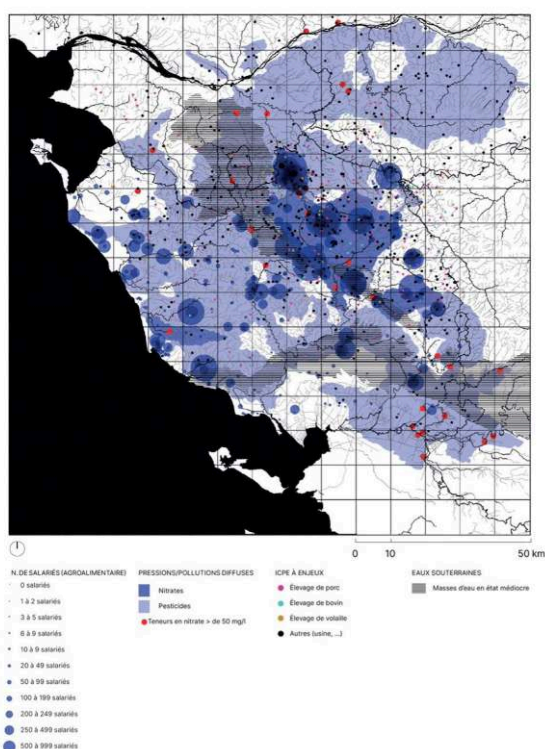 0 10 50 km
N. DE SALARIÉS (AGROALIMENTAIRE)
0 salariés
1 à 2 salariés
3 à 5 salariés
6 à 9 salariés
10 à 9 salariés
20 à 49 salariés
50 à 99 salariés
100 à 199 salariés
200 à 249 salariés
250 à 499 salariés
500 à 999 salariés
PRESSIONS/POLLUTIONS DIFFUSES
Nitrates
Pesticides
Teneurs en nitrate > de 50 mg/l
ICPE À ENJEUX
Élevage de porc
Élevage de bovin
Élevage de volaille
Autres (usine, ...)
EAUX SOUTERRAINES
Masses d'eau en état médiocre